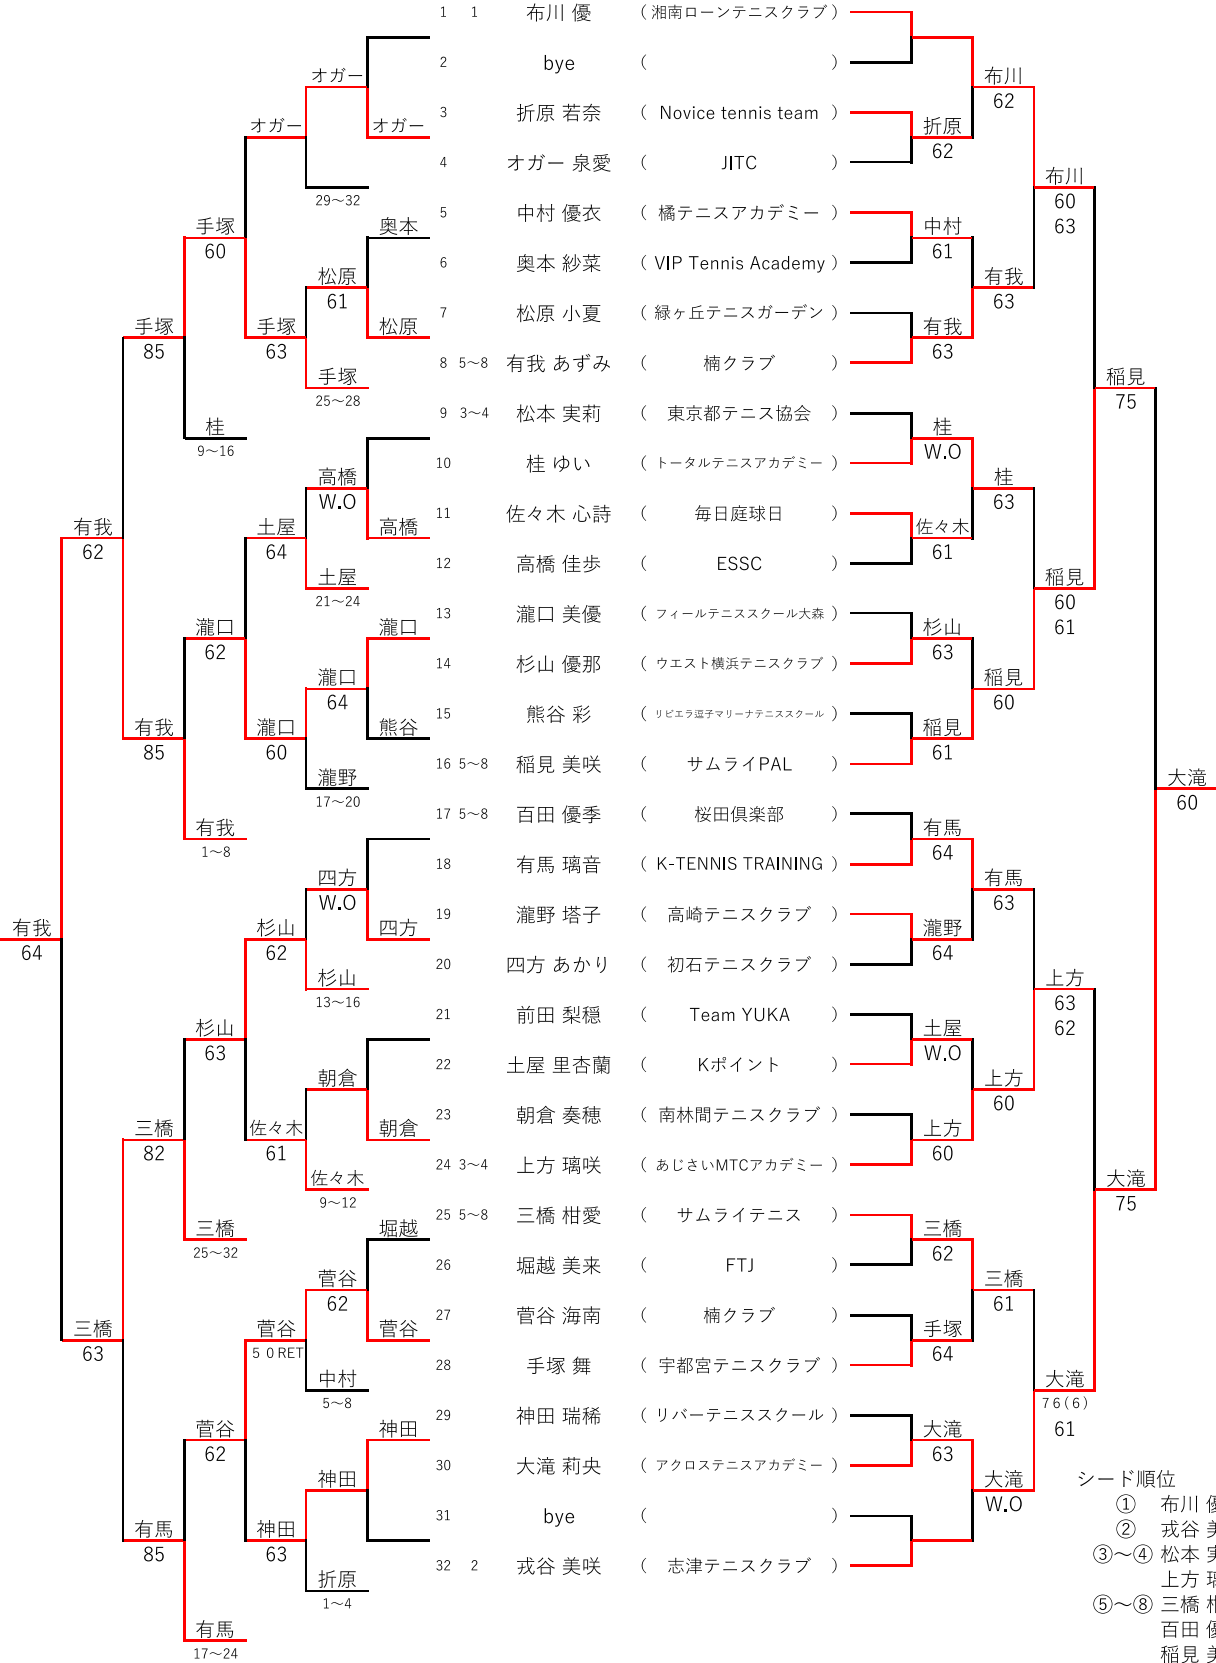 1 1 布川 優 ( 湘南ローンテニスクラブ )
オガー 2 bye ( ) 布川
62
オガー オガー 3 折原 若奈 ( Novice tennis team ) 折原
62
4 オガー 泉愛 ( JITC )
29～32 布川
60
63
手塚 奥本 5 中村 優衣 ( 橘テニスアカデミー ) 中村
60 61
松原 6 奥本 紗菜 ( VIP Tennis Academy ) 有我
61 63
手塚 手塚 松原 7 松原 小夏 ( 緑ヶ丘テニスガーデン ) 有我
85 63 63
手塚 8 5～8 有我 あずみ ( 楠クラブ ) 稲見
25～28 75
桂 9 3～4 松本 実莉 ( 東京都テニス協会 ) 桂
9～16 W.O
高橋 10 桂 ゆい ( トータルテニスアカデミー ) 桂
W.O 63
有我 土屋 高橋 11 佐々木 心詩 ( 毎日庭球日 ) 佐々木
62 64 61
土屋 12 高橋 佳歩 ( ESSC ) 稲見
21～24 60
61
瀧口 瀧口 13 瀧口 美優 ( フィールテニススクール大森 ) 杉山
62 63
瀧口 14 杉山 優那 ( ウエスト横浜テニスクラブ ) 稲見
64 60
有我 瀧口 熊谷 15 熊谷 彩 ( リビエラ逗子マリーナテニススクール ) 稲見
85 60 61
瀧野 16 5～8 稲見 美咲 ( サムライPAL ) 大滝
17～20 60
有我 17 5～8 百田 優季 ( 桜田倶楽部 ) 有馬
1～8 64
四方 18 有馬 璃音 ( K-TENNIS TRAINING ) 有馬
W.O 63
有我 杉山 四方 19 瀧野 塔子 ( 高崎テニスクラブ ) 瀧野
64 62 64
杉山 20 四方 あかり ( 初石テニスクラブ ) 上方
13～16 63
62
杉山 21 前田 梨穏 ( Team YUKA ) 土屋
63 W.O
朝倉 22 土屋 里杏蘭 ( Kポイント ) 上方
60
三橋 佐々木 朝倉 23 朝倉 奏穂 ( 南林間テニスクラブ ) 上方
82 61 60
佐々木 24 3～4 上方 璃咲 ( あじさいMTCアカデミー ) 大滝
9～12 75
三橋 堀越 25 5～8 三橋 柑愛 ( サムライテニス ) 三橋
25～32 62
菅谷 26 堀越 美来 ( FTJ ) 三橋
62 61
三橋 菅谷 菅谷 27 菅谷 海南 ( 楠クラブ ) 手塚
63 5 0 RET 64
中村 28 手塚 舞 ( 宇都宮テニスクラブ ) 大滝
5～8 7 6 ( 6 )
61
菅谷 神田 29 神田 瑞稀 ( リバーテニススクール ) 大滝
62 63
神田 30 大滝 莉央 ( アクロステニスアカデミー ) 大滝
W.O
有馬 神田 31 bye ( )
85 63
折原 32 2 戎谷 美咲 ( 志津テニスクラブ )
1～4
有馬
17～24
シード順位
① 布川
② 戎谷
③～④ 松本
上方
⑤～⑧ 三橋
百田
稲見